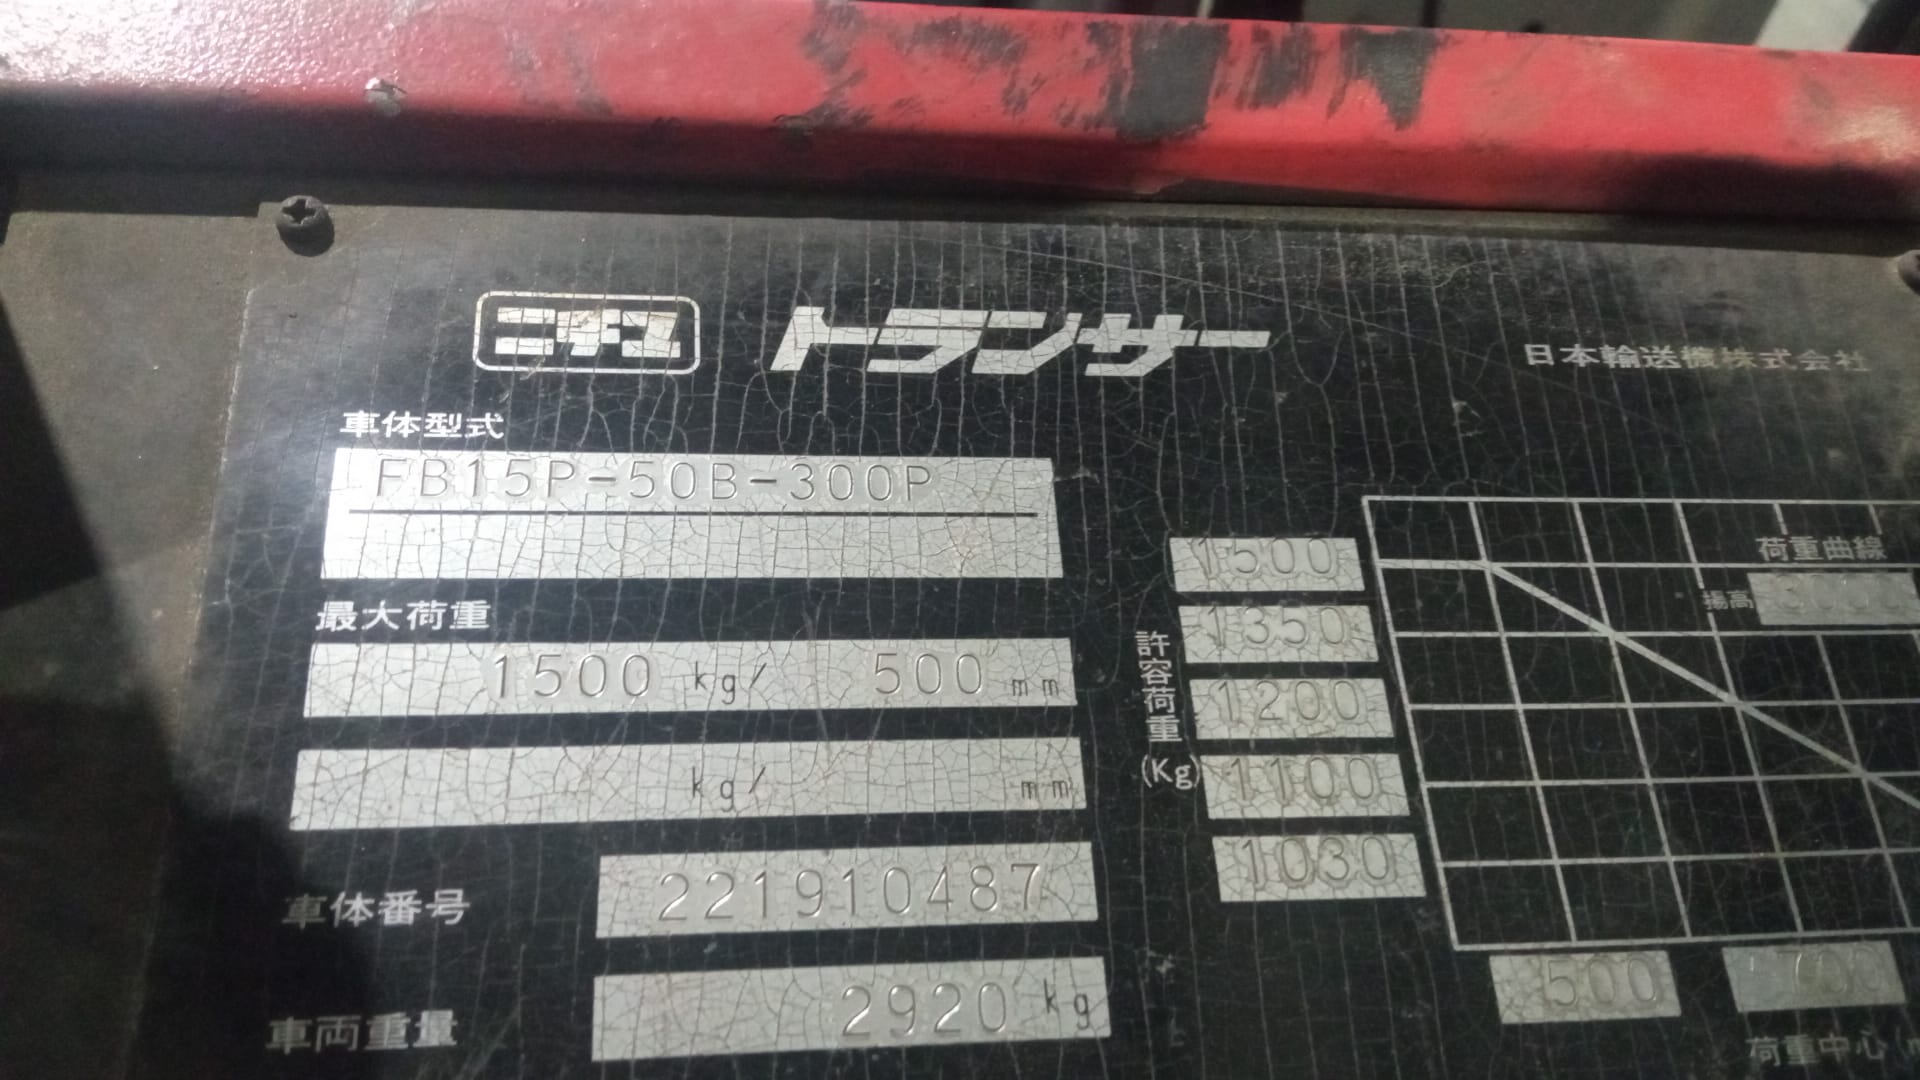 ニチユ トランサー 日本輸送機株式会社
車体型式
FB15P-50B-300P
最大荷重
1500 kg/ 500 mm
kg/ mm
車体番号 221910487
車両重量 2920 kg
許容荷重
(Kg)
1500
1350
1200
1100
1030
荷重曲線
揚高 3000
500 700
荷重中心